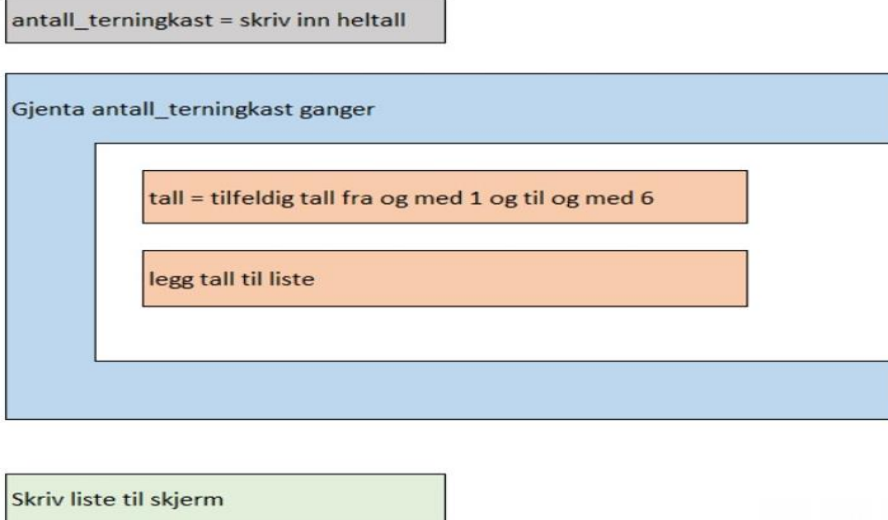 antall_terningkast = skriv inn heltall
Gjenta antall_terningkast ganger
tall = tilfeldig tall fra og med 1 og til og med 6
legg tall til liste
Skriv liste til skjerm